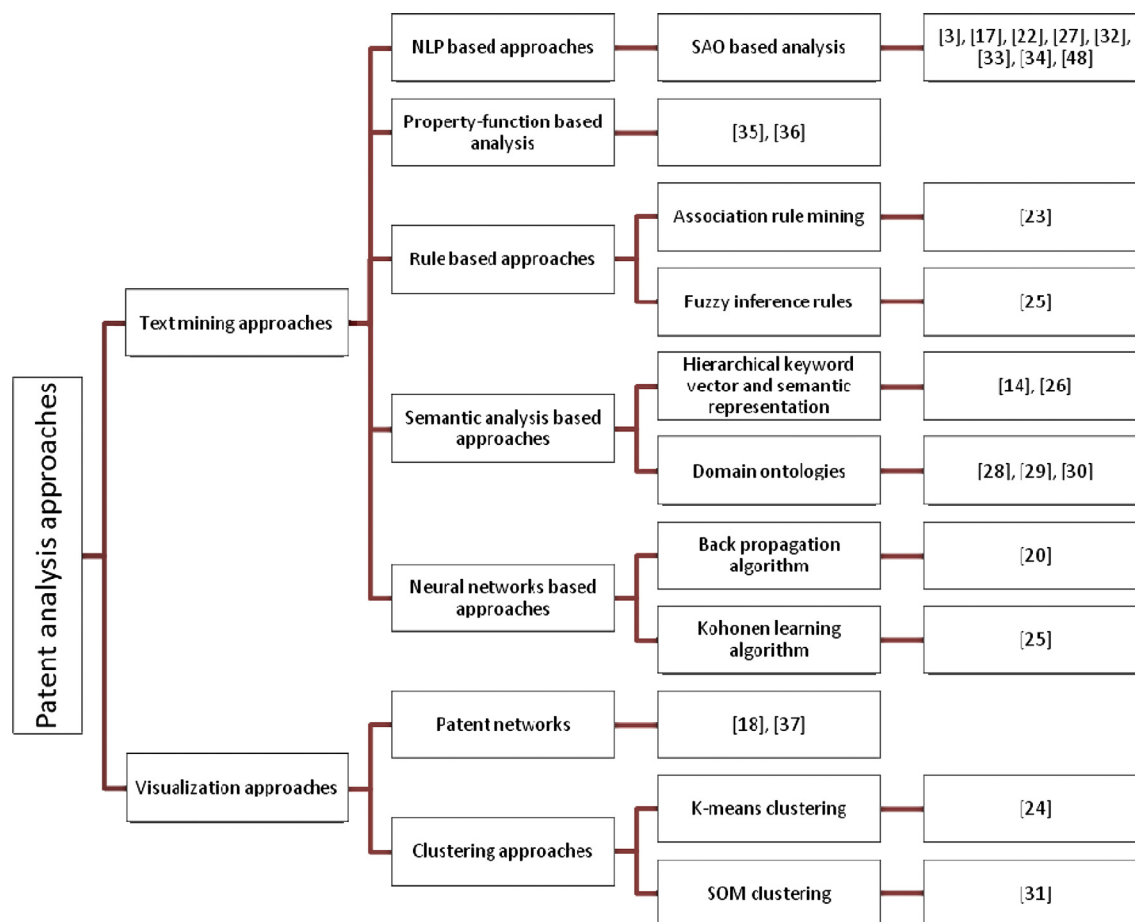 Patent analysis approaches
Text mining approaches
NLP based approaches
SAO based analysis
[3], [17], [22], [27], [32],
[33], [34], [48]
Property-function based
analysis
[35], [36]
Rule based approaches
Association rule mining
[23]
Fuzzy inference rules
[25]
Semantic analysis based
approaches
Hierarchical keyword
vector and semantic
representation
[14], [26]
Domain ontologies
[28], [29], [30]
Neural networks based
approaches
Back propagation
algorithm
[20]
Kohonen learning
algorithm
[25]
Visualization approaches
Patent networks
[18], [37]
Clustering approaches
K-means clustering
[24]
SOM clustering
[31]